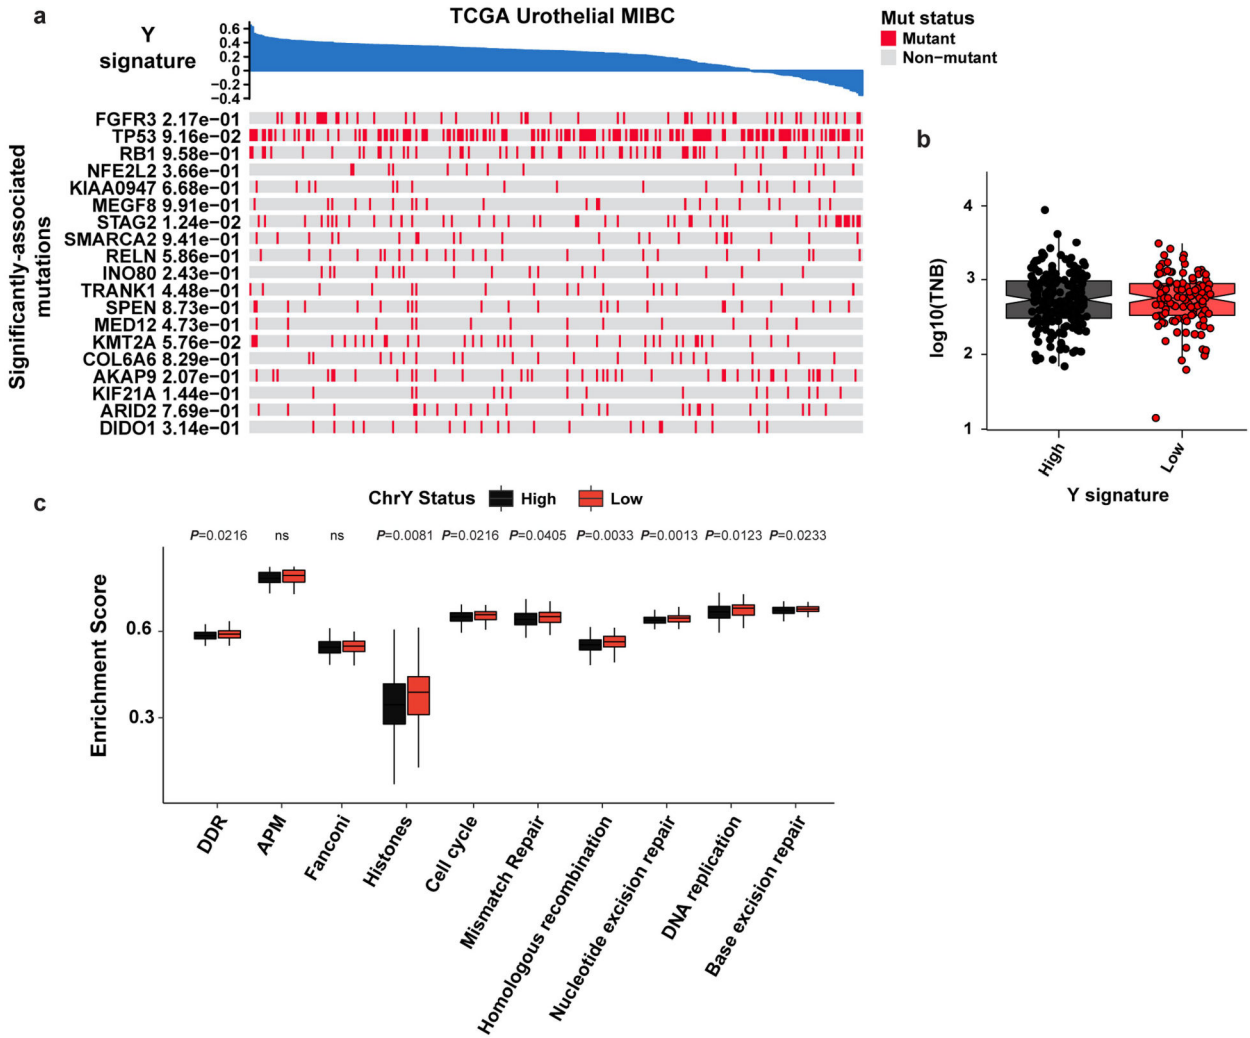 a
TCGA Urothelial MIBC
Y
signature
0.6
0.4
0.2
0
−0.2
−0.4
Mut status
Mutant
Non−mutant
Significantly−associated
mutations
FGFR3 2.17e−01
TP53 9.16e−02
RB1 9.58e−01
NFE2L2 3.66e−01
KIAA0947 6.68e−01
MEGF8 9.91e−01
STAG2 1.24e−02
SMARCA2 9.41e−01
RELN 5.86e−01
INO80 2.43e−01
TRANK1 4.48e−01
SPEN 8.73e−01
MED12 4.73e−01
KMT2A 5.76e−02
COL6A6 8.29e−01
AKAP9 2.07e−01
KIF21A 1.44e−01
ARID2 7.69e−01
DIDO1 3.14e−01
b
log10(TNB)
4
3
2
1
High
Low
Y signature
c
ChrY Status High Low
P=0.0216 ns ns P=0.0081 P=0.0216 P=0.0405 P=0.0033 P=0.0013 P=0.0123 P=0.0233
Enrichment Score
0.6
0.3
DDR
APM
Fanconi
Histones
Cell cycle
Mismatch Repair
Homologous recombination
Nucleotide excision repair
DNA replication
Base excision repair